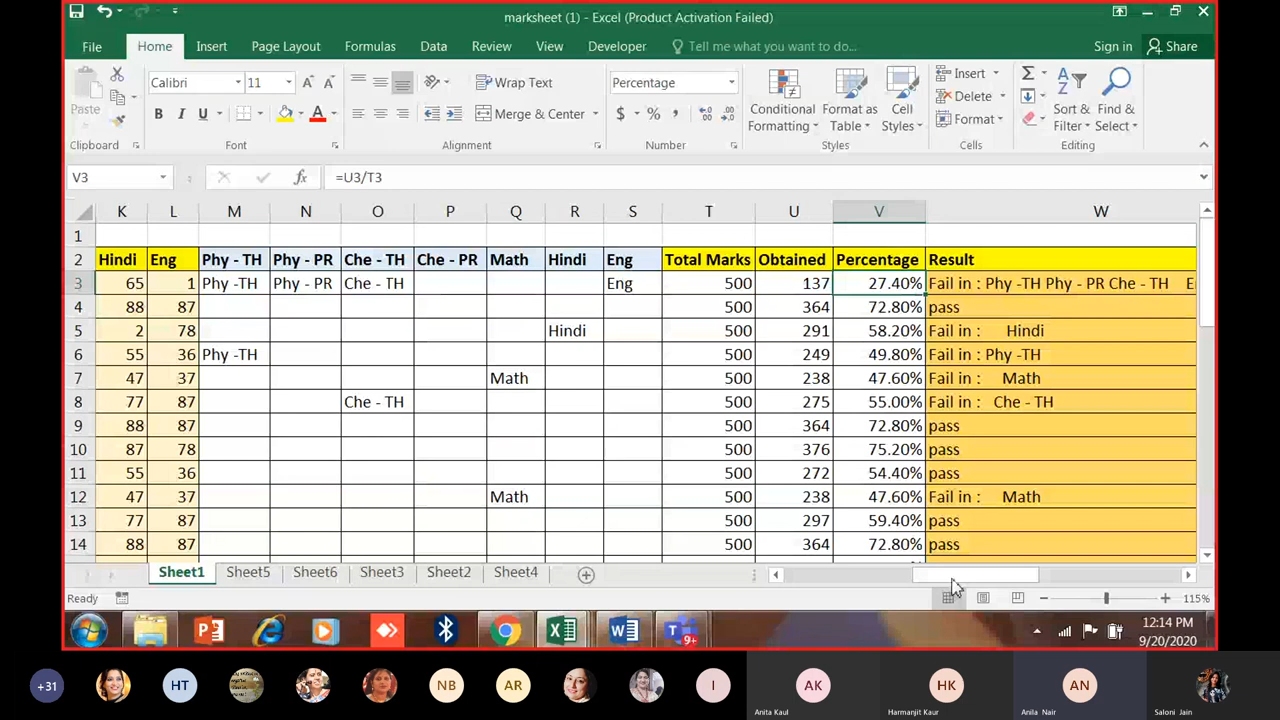 marksheet (1) - Excel (Product Activation Failed)
File Home Insert Page Layout Formulas Data Review View Developer Tell me what you want to do... Sign in Share
Paste Calibri 11 Wrap Text Percentage Conditional Formatting Format as Table Cell Styles Insert Sort & Filter Find & Select
B I U Merge & Center $ % Delete
Format
Clipboard Font Alignment Number Styles Cells Editing
V3 fx =U3/T3
K L M N O P Q R S T U V W
1
2 Hindi Eng Phy - TH Phy - PR Che - TH Che - PR Math Hindi Eng Total Marks Obtained Percentage Result
3 65 1 Phy -TH Phy - PR Che - TH Eng 500 137 27.40% Fail in : Phy -TH Phy - PR Che - TH E
4 88 87 500 364 72.80% pass
5 2 78 Hindi 500 291 58.20% Fail in : Hindi
6 55 36 Phy -TH 500 249 49.80% Fail in : Phy -TH
7 47 37 Math 500 238 47.60% Fail in : Math
8 77 87 Che - TH 500 275 55.00% Fail in : Che - TH
9 88 87 500 364 72.80% pass
10 87 78 500 376 75.20% pass
11 55 36 500 272 54.40% pass
12 47 37 Math 500 238 47.60% Fail in : Math
13 77 87 500 297 59.40% pass
14 88 87 500 364 72.80% pass
Sheet1 Sheet5 Sheet6 Sheet3 Sheet2 Sheet4
Ready 115%
9+ 12:14 PM
9/20/2020
+31 HT NB AR I AK HK AN
Anita Kaul Harmanjit Kaur Anila Nair Saloni Jain